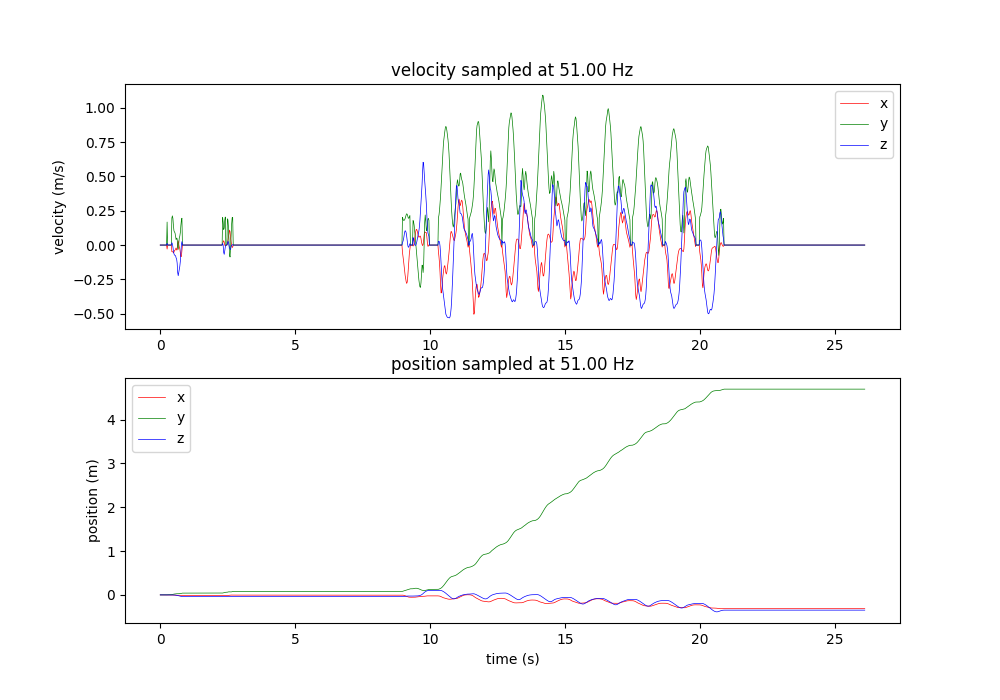 velocity sampled at 51.00 Hz
velocity (m/s)
1.00
0.75
0.50
0.25
0.00
−0.25
−0.50
x
y
z
0 5 10 15 20 25
position sampled at 51.00 Hz
position (m)
4
3
2
1
0
x
y
z
0 5 10 15 20 25
time (s)